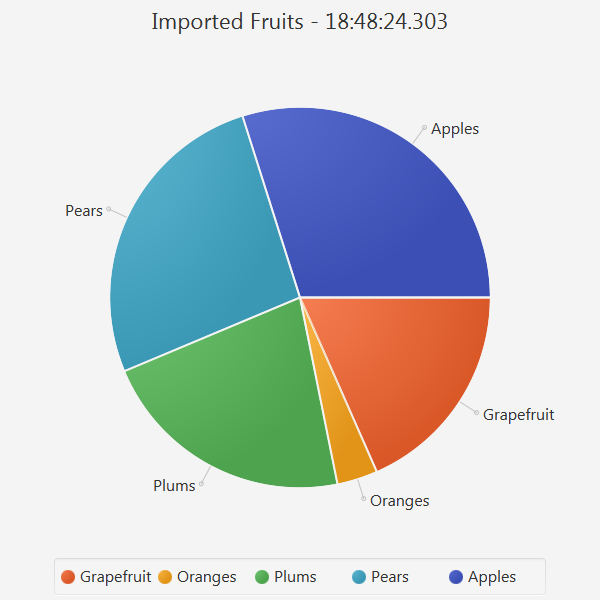 Imported Fruits - 18:48:24.303
Apples
Pears
Grapefruit
Plums
Oranges
Grapefruit Oranges Plums Pears Apples